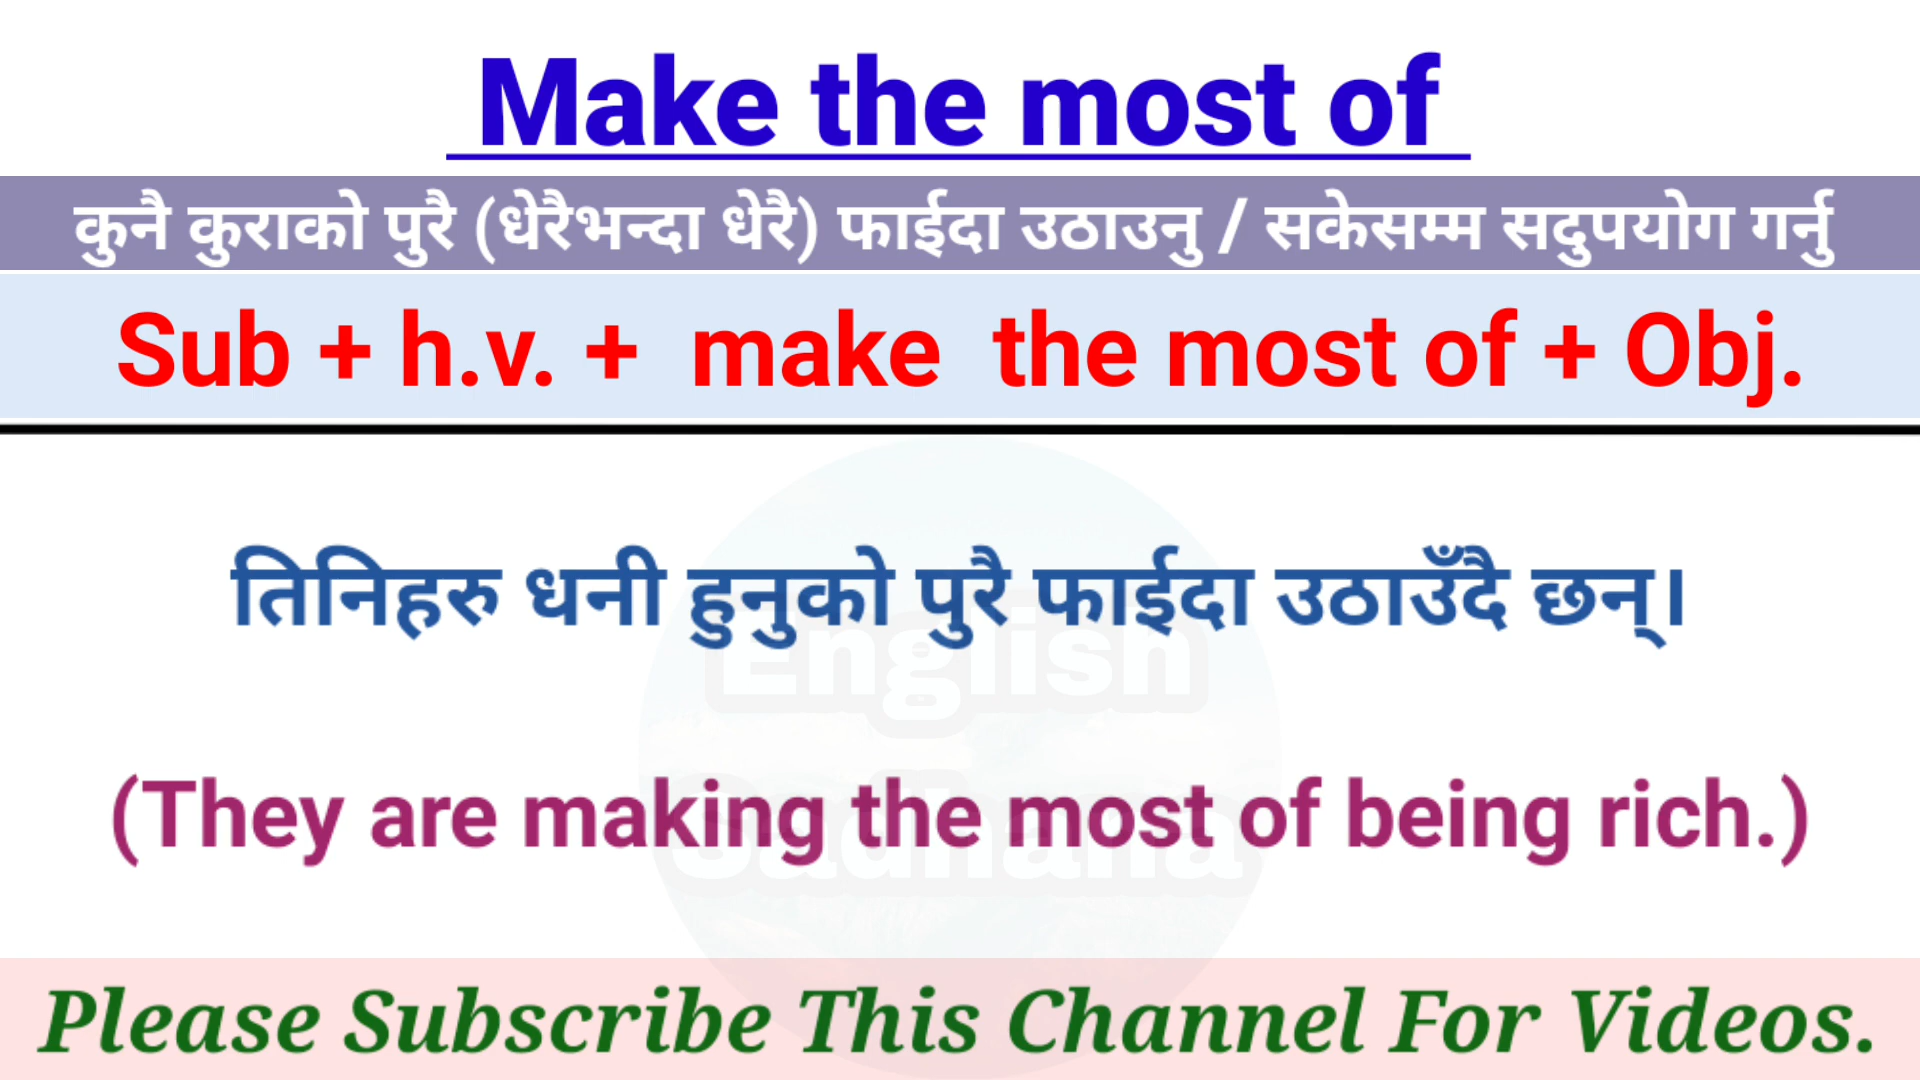 Make the most of
कुनै कुराको पुरै (धेरैभन्दा धेरै) फाईदा उठाउनु / सकेसम्म सदुपयोग गर्नु
Sub + h.v. + make the most of + Obj.
तिनिहरु धनी हुनुको पुरै फाईदा उठाउँदै छन्।
English
(They are making the most of being rich.)
Sadhana
Please Subscribe This Channel For Videos.